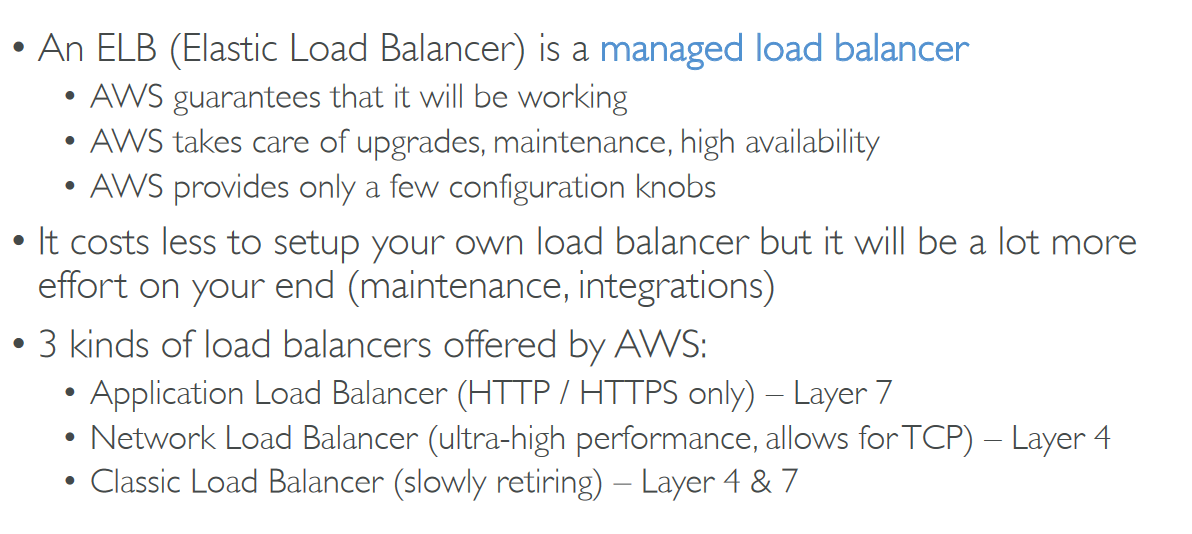 • An ELB (Elastic Load Balancer) is a managed load balancer
• AWS guarantees that it will be working
• AWS takes care of upgrades, maintenance, high availability
• AWS provides only a few configuration knobs
• It costs less to setup your own load balancer but it will be a lot more
effort on your end (maintenance, integrations)
• 3 kinds of load balancers offered by AWS:
• Application Load Balancer (HTTP / HTTPS only) – Layer 7
• Network Load Balancer (ultra-high performance, allows for TCP) – Layer 4
• Classic Load Balancer (slowly retiring) – Layer 4 & 7